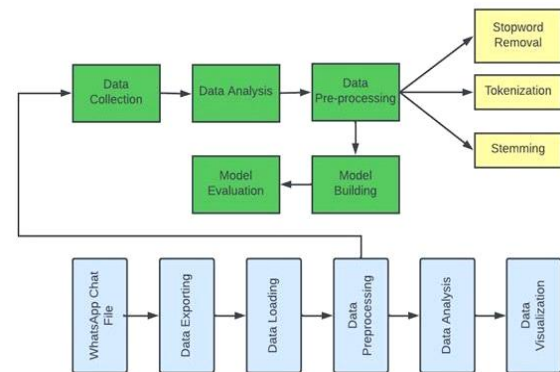 Stopword
Removal
Data
Collection
Data Analysis
Data
Pre-processing
Tokenization
Stemming
Model
Evaluation
Model
Building
WhatsApp Chat
File
Data Exporting
Data Loading
Data
Preprocessing
Data Analysis
Data
Visualization